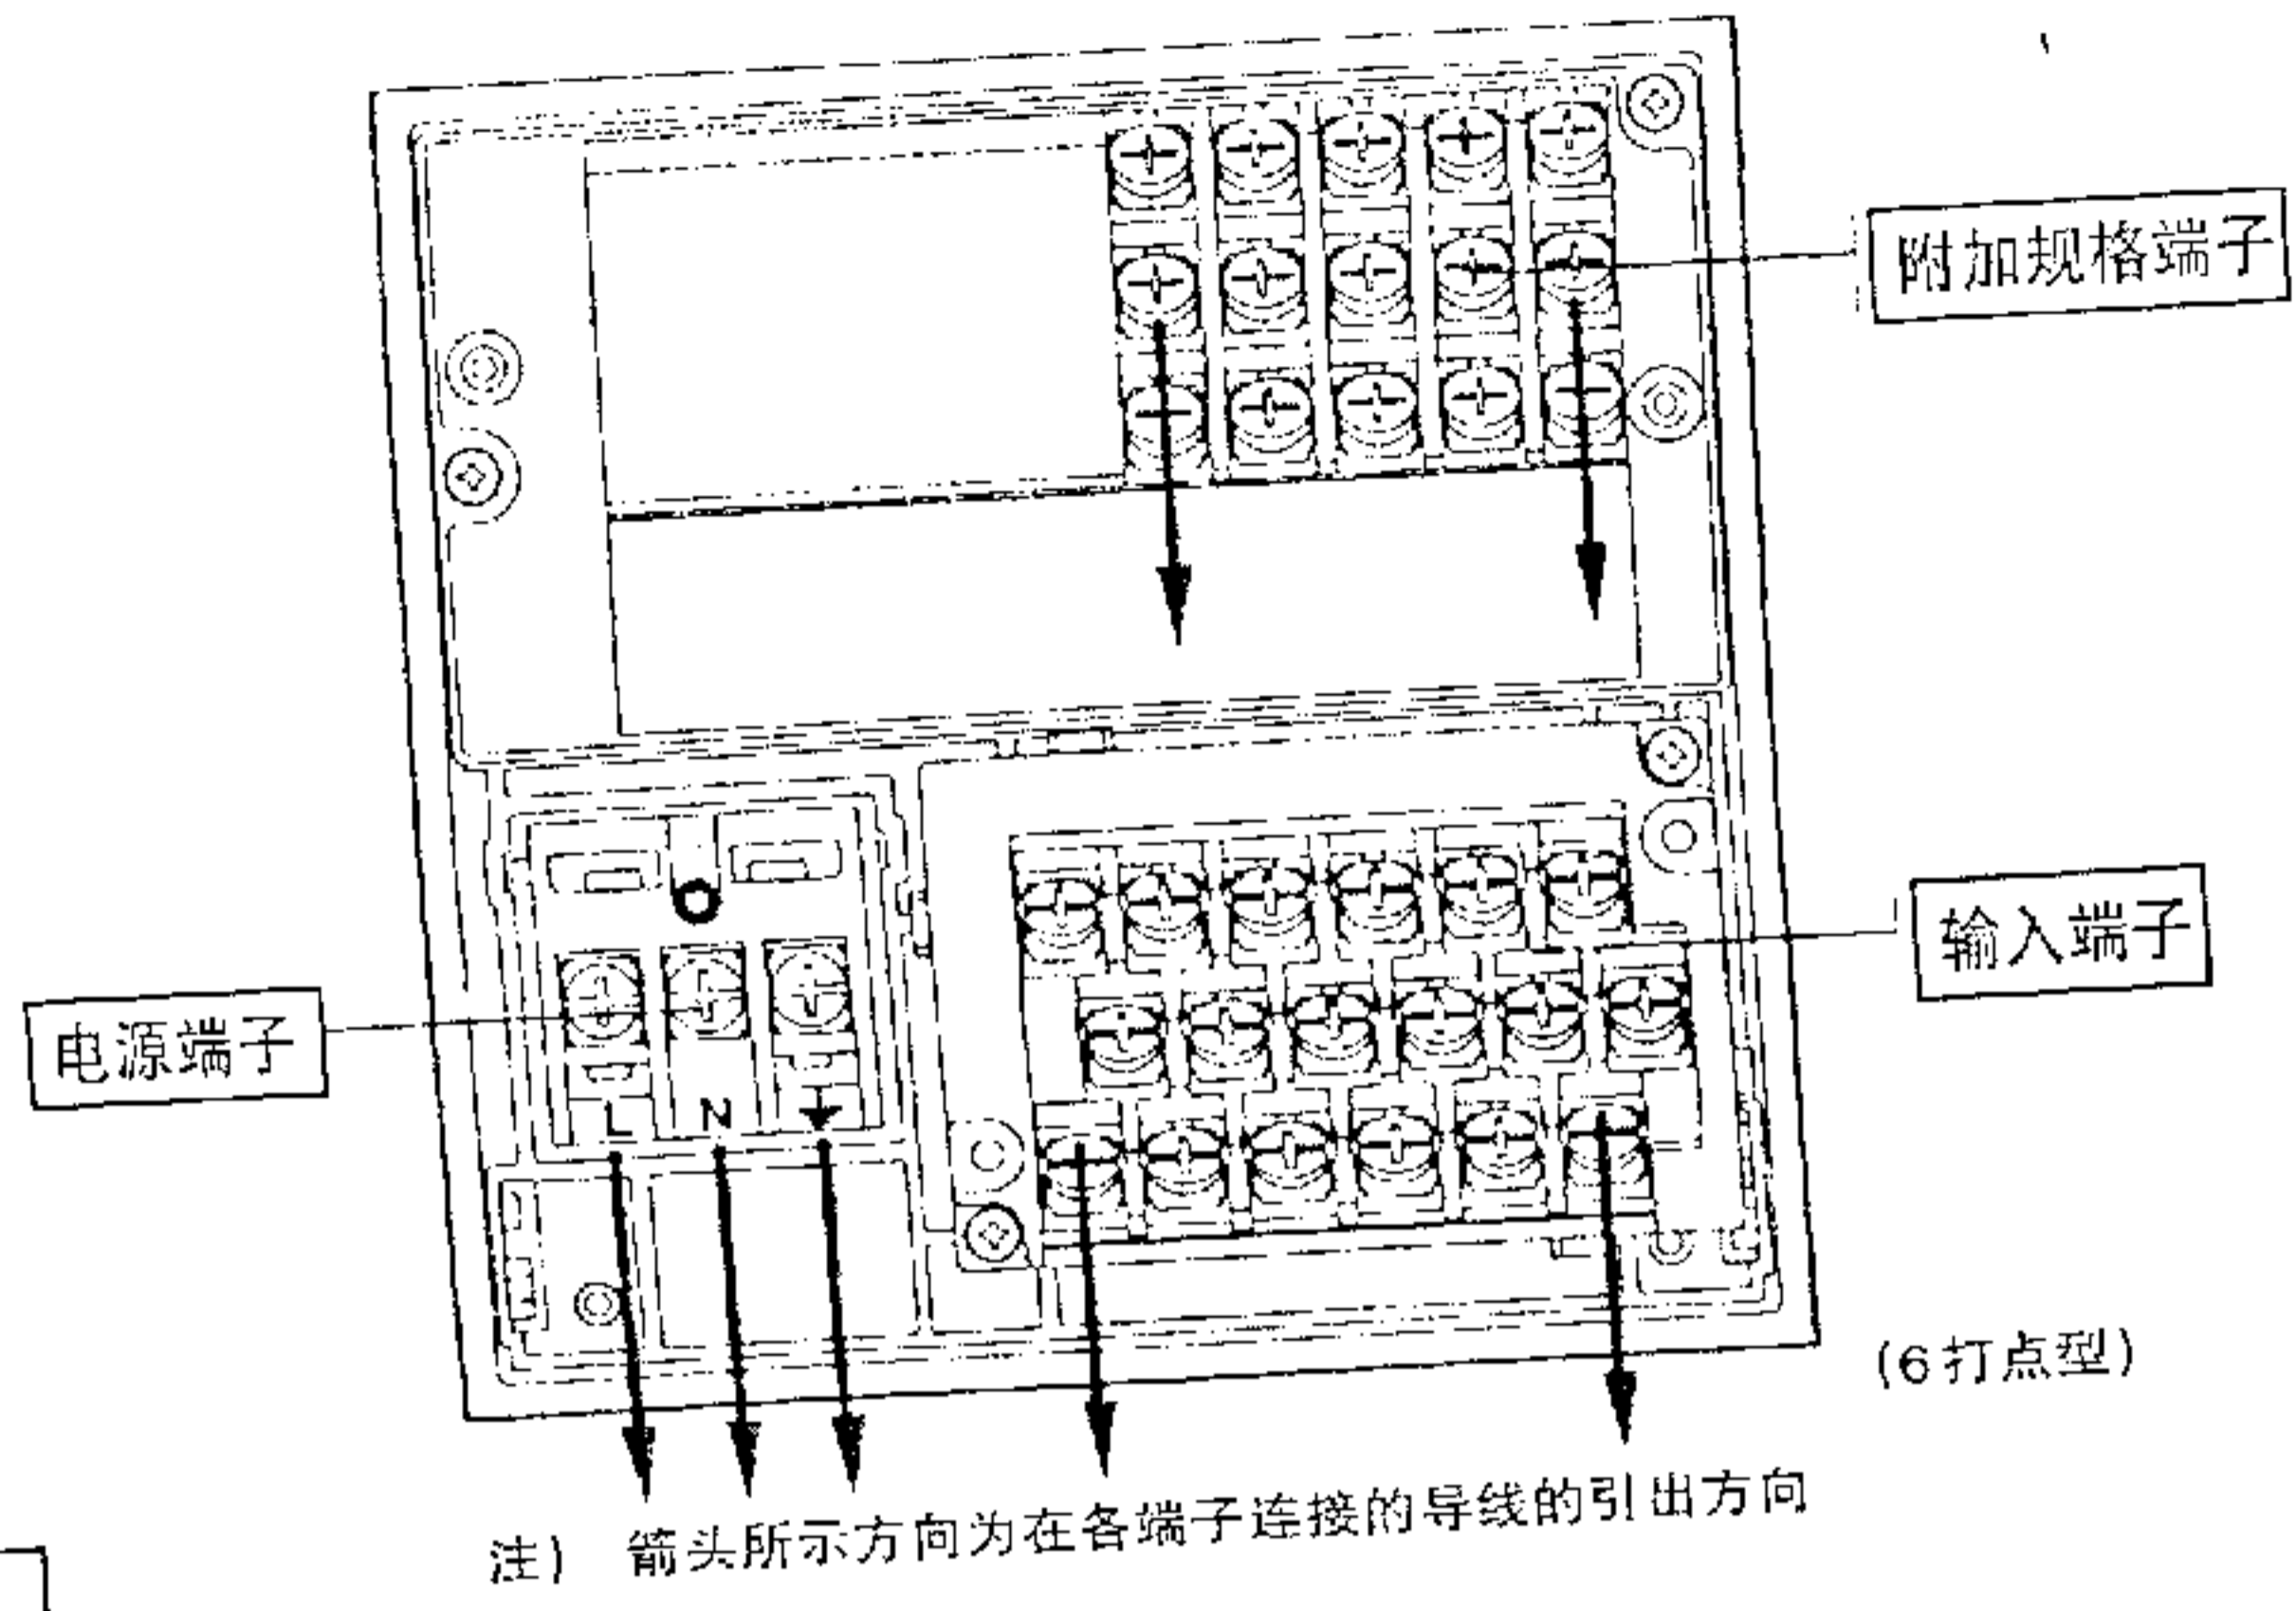 附加规格端子
输入端子
电源端子
L N
(6打点型)
注) 箭头所示方向为在各端子连接的导线的引出方向